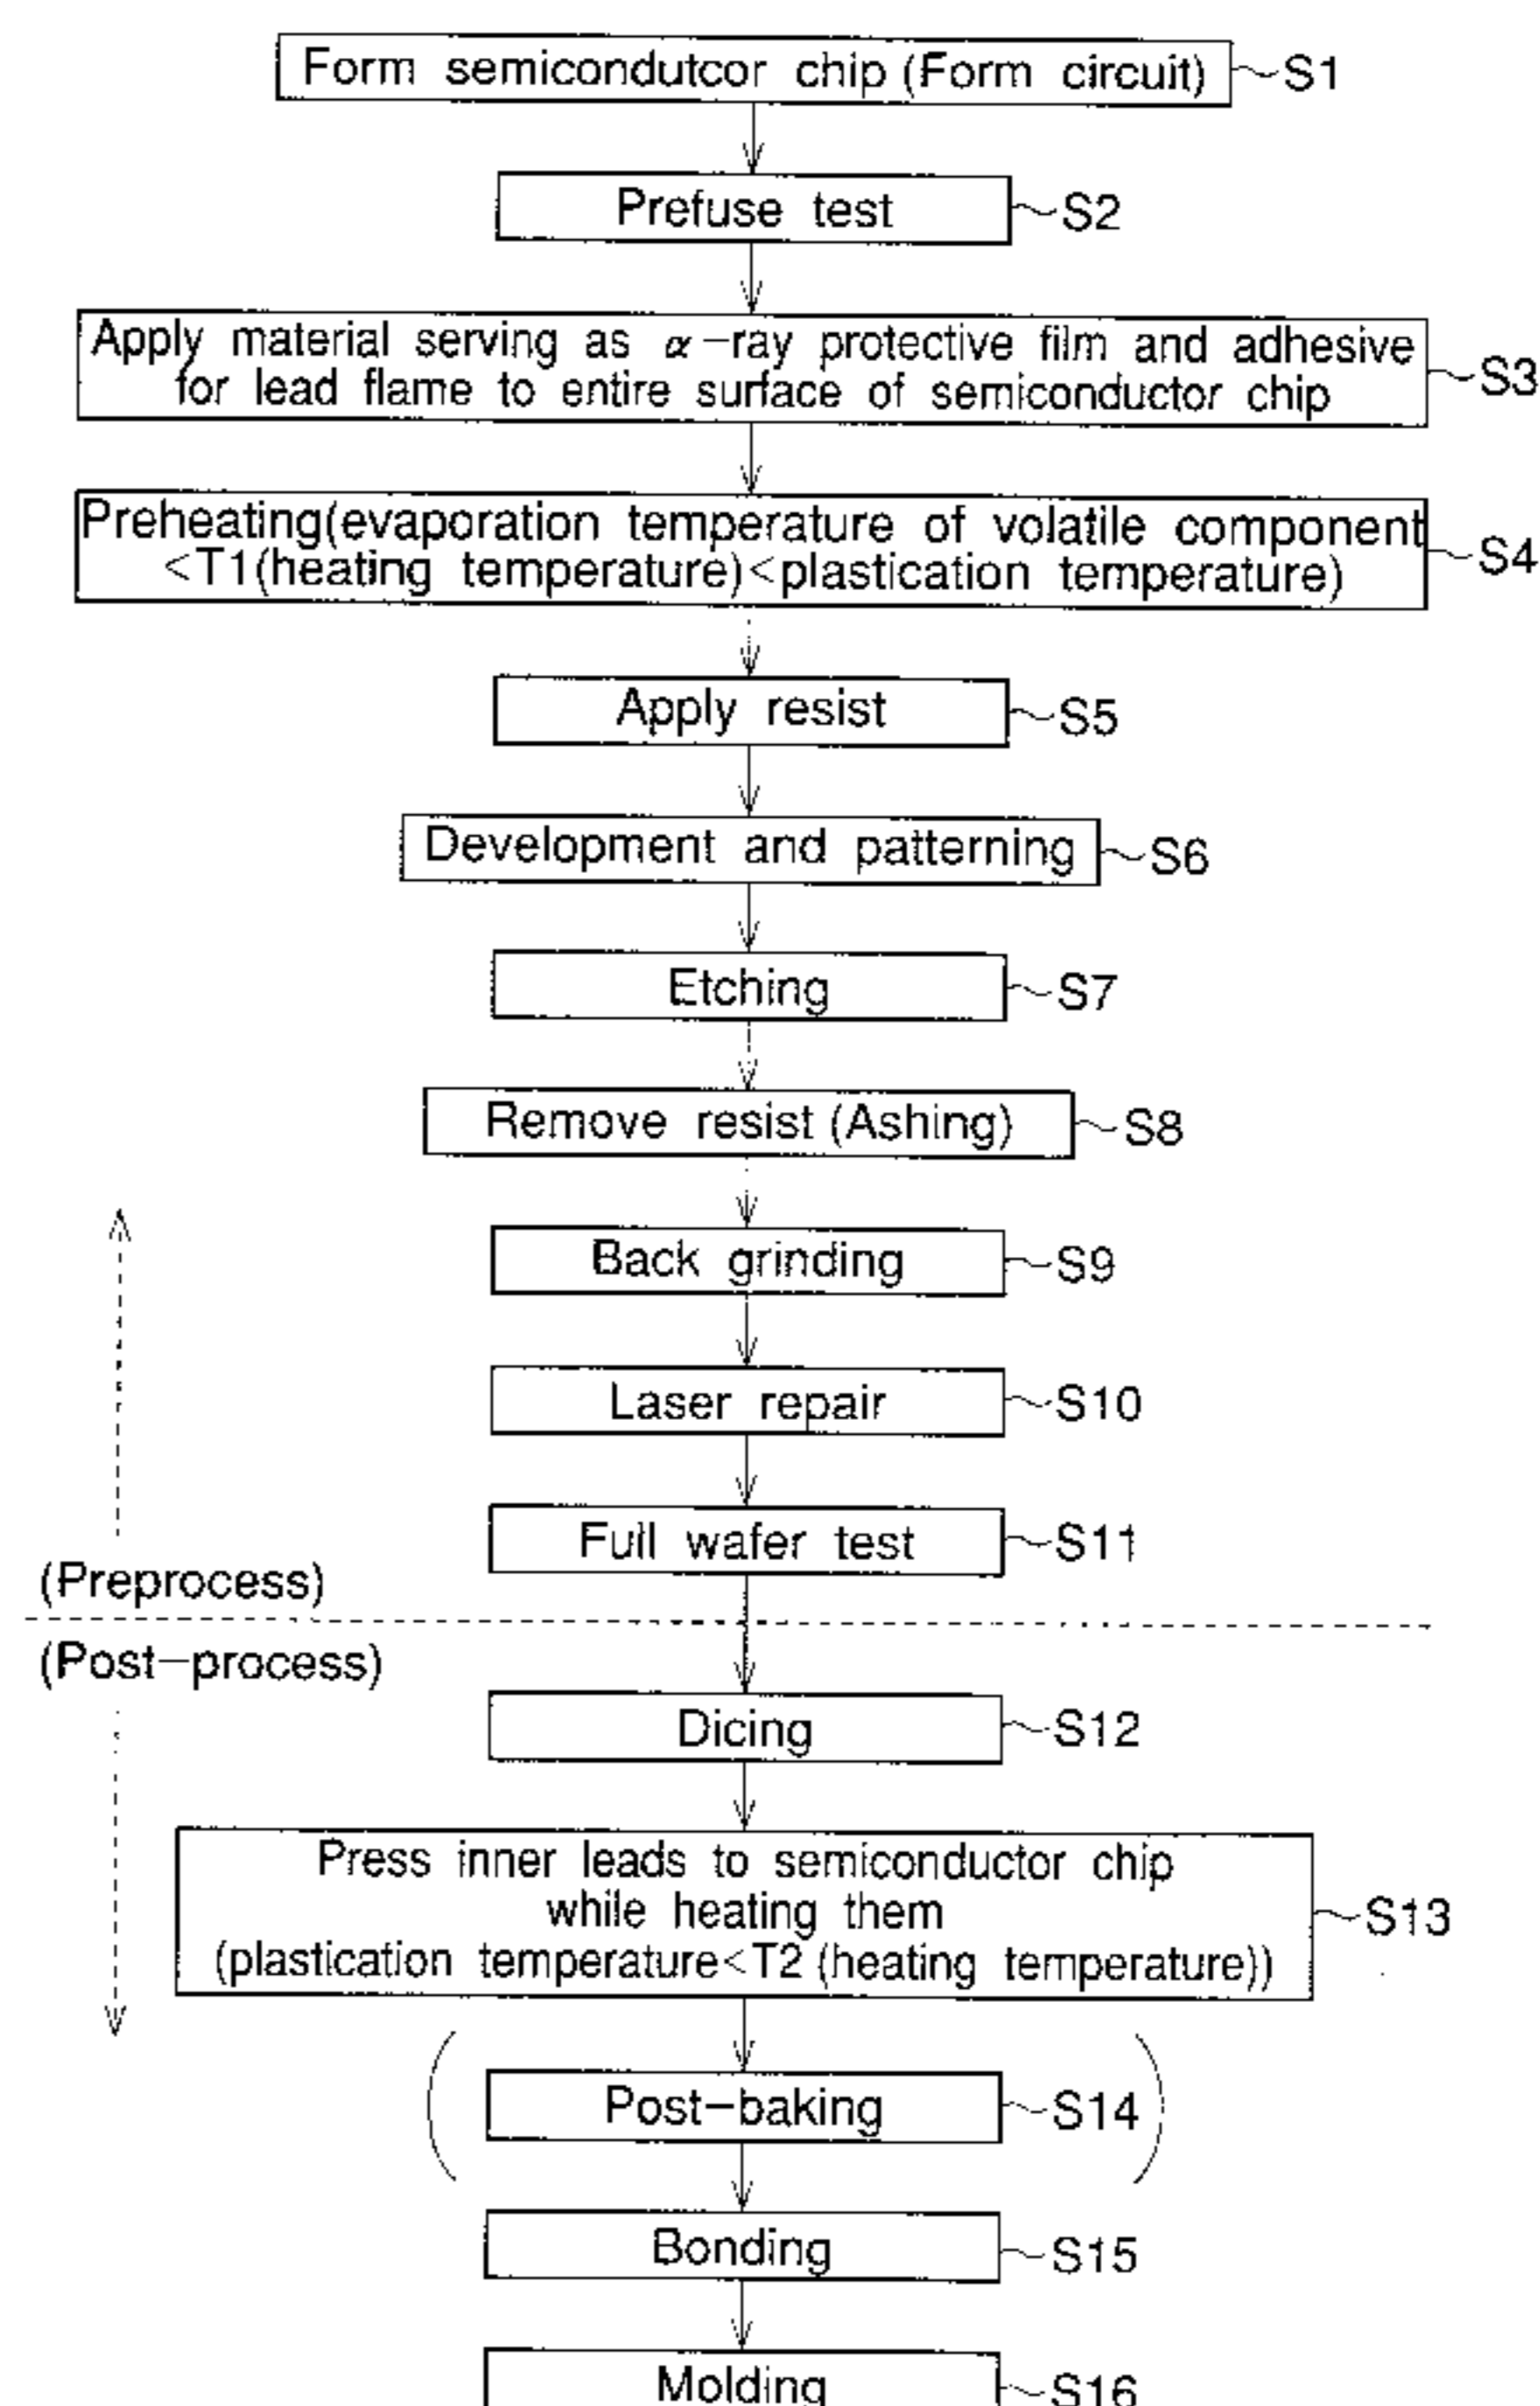 Form semicondutcor chip (Form circuit) S1
Prefuse test S2
Apply material serving as α-ray protective film and adhesive
for lead flame to entire surface of semiconductor chip S3
Preheating(evaporation temperature of volatile component
<T1(heating temperature)<plastication temperature) S4
Apply resist S5
Development and patterning S6
Etching S7
Remove resist (Ashing) S8
Back grinding S9
Laser repair S10
Full wafer test S11
(Preprocess)
(Post-process)
Dicing S12
Press inner leads to semiconductor chip
while heating them S13
(plastication temperature<T2 (heating temperature))
Post-baking S14
Bonding S15
Molding S16